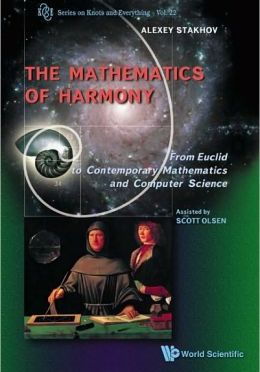 Series on Knots and Everything - Vol. 22
ALEXEY STAKHOV
THE MATHEMATICS
OF HARMONY
From Euclid
to Contemporary Mathematics
and Computer Science
Assisted by
SCOTT OLSEN
World Scientific